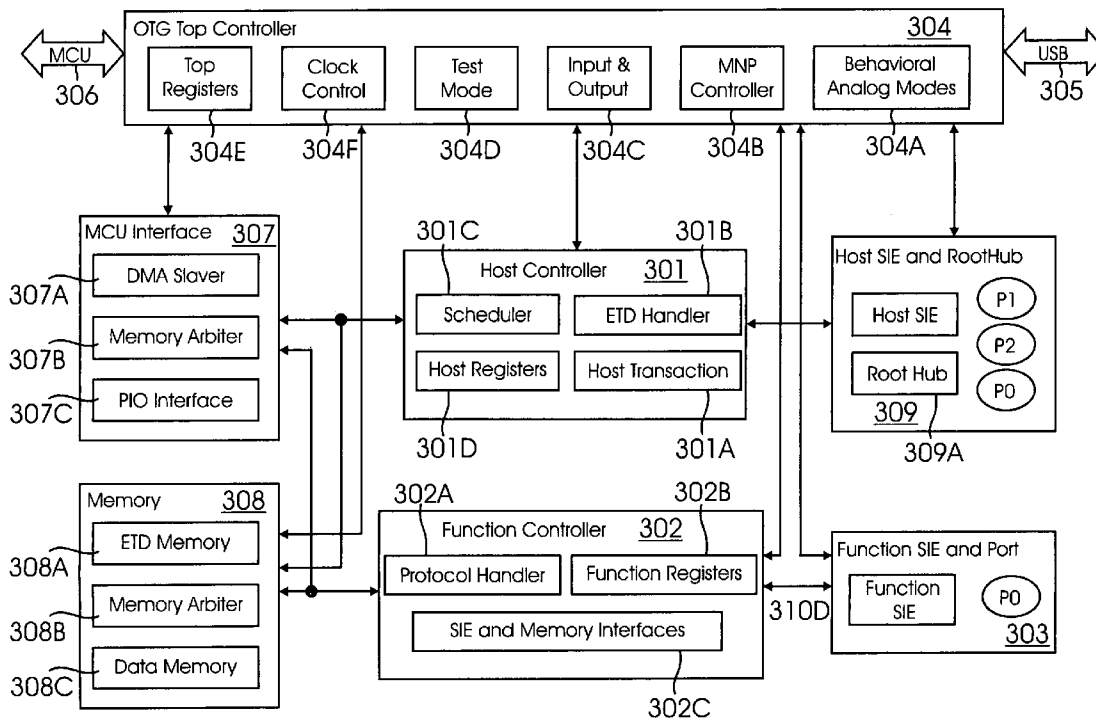 OTG Top Controller
304
MCU
306
USB
305
Top
Registers
Clock
Control
Test
Mode
Input &
Output
MNP
Controller
Behavioral
Analog Modes
304E
304F
304D
304C
304B
304A
MCU Interface
307
DMA Slaver
Memory Arbiter
PIO Interface
307A
307B
307C
301C
301B
Host Controller
301
Scheduler
ETD Handler
Host Registers
Host Transaction
301D
301A
Host SIE and RootHub
Host SIE
Root Hub
P1
P2
P0
309
309A
Memory
308
ETD Memory
Memory Arbiter
Data Memory
308A
308B
308C
302A
302B
Function Controller
302
Protocol Handler
Function Registers
SIE and Memory Interfaces
302C
310D
Function SIE and Port
Function
SIE
P0
303